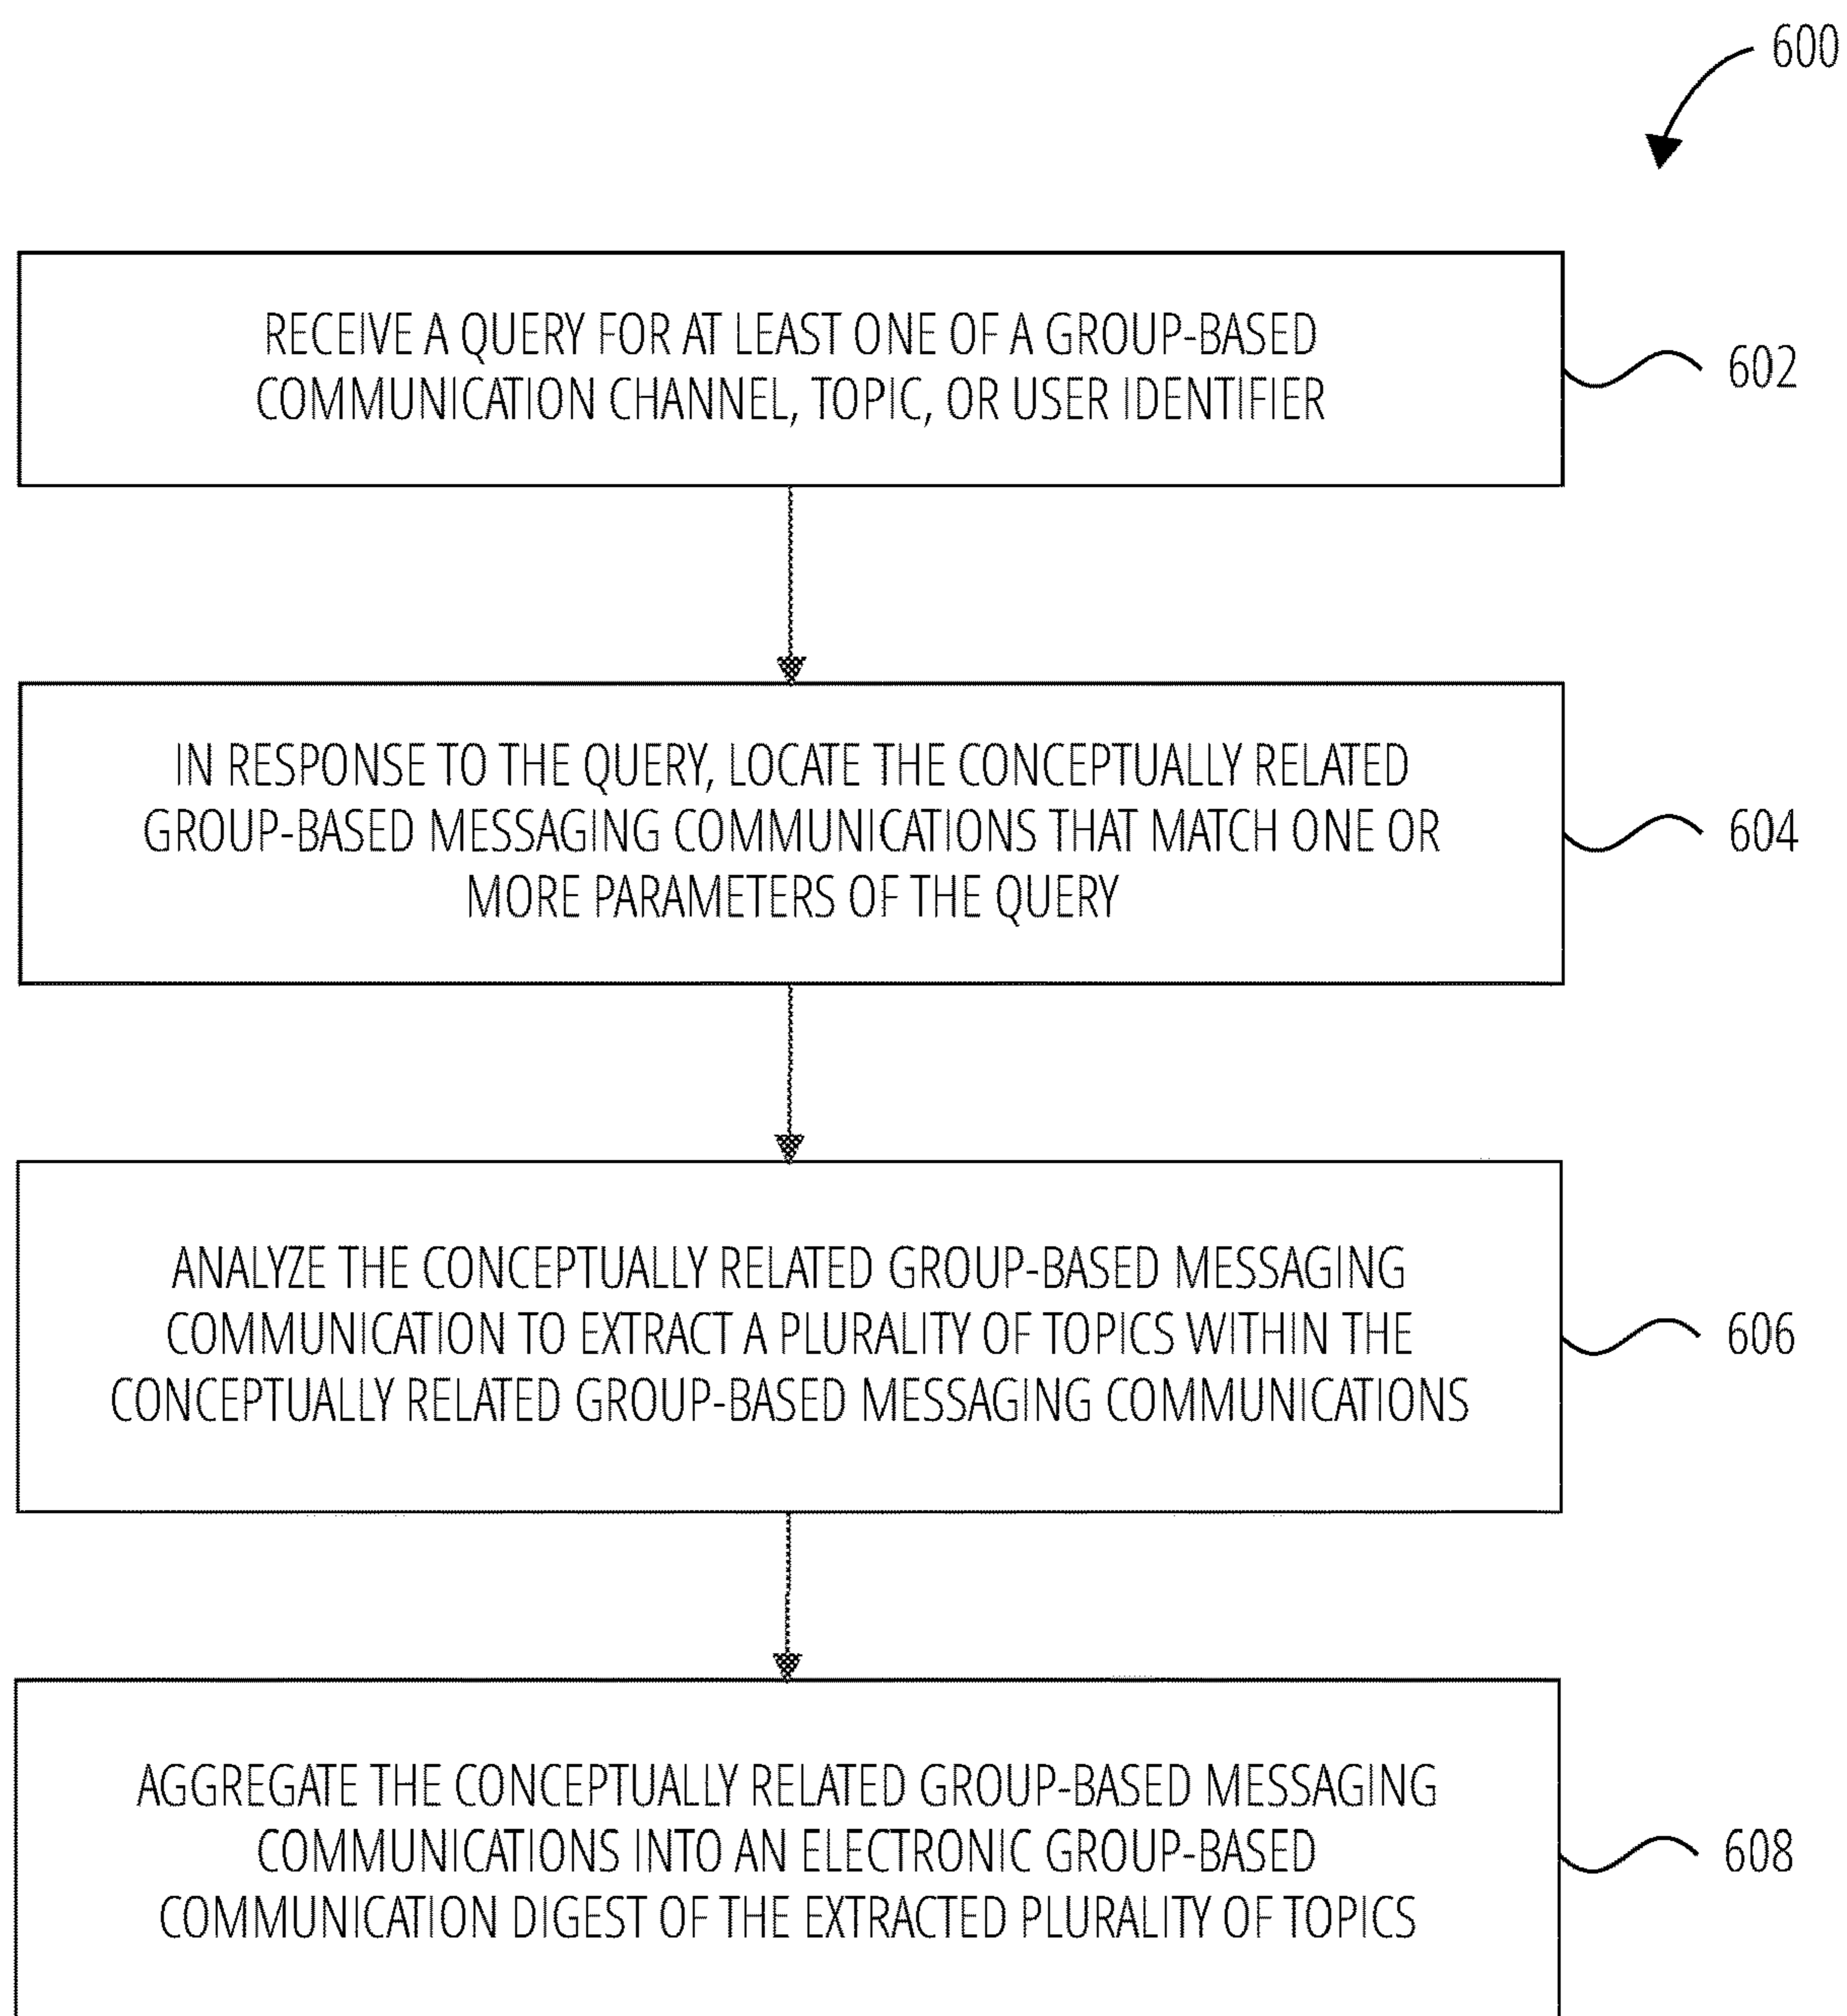 600
RECEIVE A QUERY FOR AT LEAST ONE OF A GROUP-BASED
COMMUNICATION CHANNEL, TOPIC, OR USER IDENTIFIER
602
IN RESPONSE TO THE QUERY, LOCATE THE CONCEPTUALLY RELATED
GROUP-BASED MESSAGING COMMUNICATIONS THAT MATCH ONE OR
MORE PARAMETERS OF THE QUERY
604
ANALYZE THE CONCEPTUALLY RELATED GROUP-BASED MESSAGING
COMMUNICATION TO EXTRACT A PLURALITY OF TOPICS WITHIN THE
CONCEPTUALLY RELATED GROUP-BASED MESSAGING COMMUNICATIONS
606
AGGREGATE THE CONCEPTUALLY RELATED GROUP-BASED MESSAGING
COMMUNICATIONS INTO AN ELECTRONIC GROUP-BASED
COMMUNICATION DIGEST OF THE EXTRACTED PLURALITY OF TOPICS
608